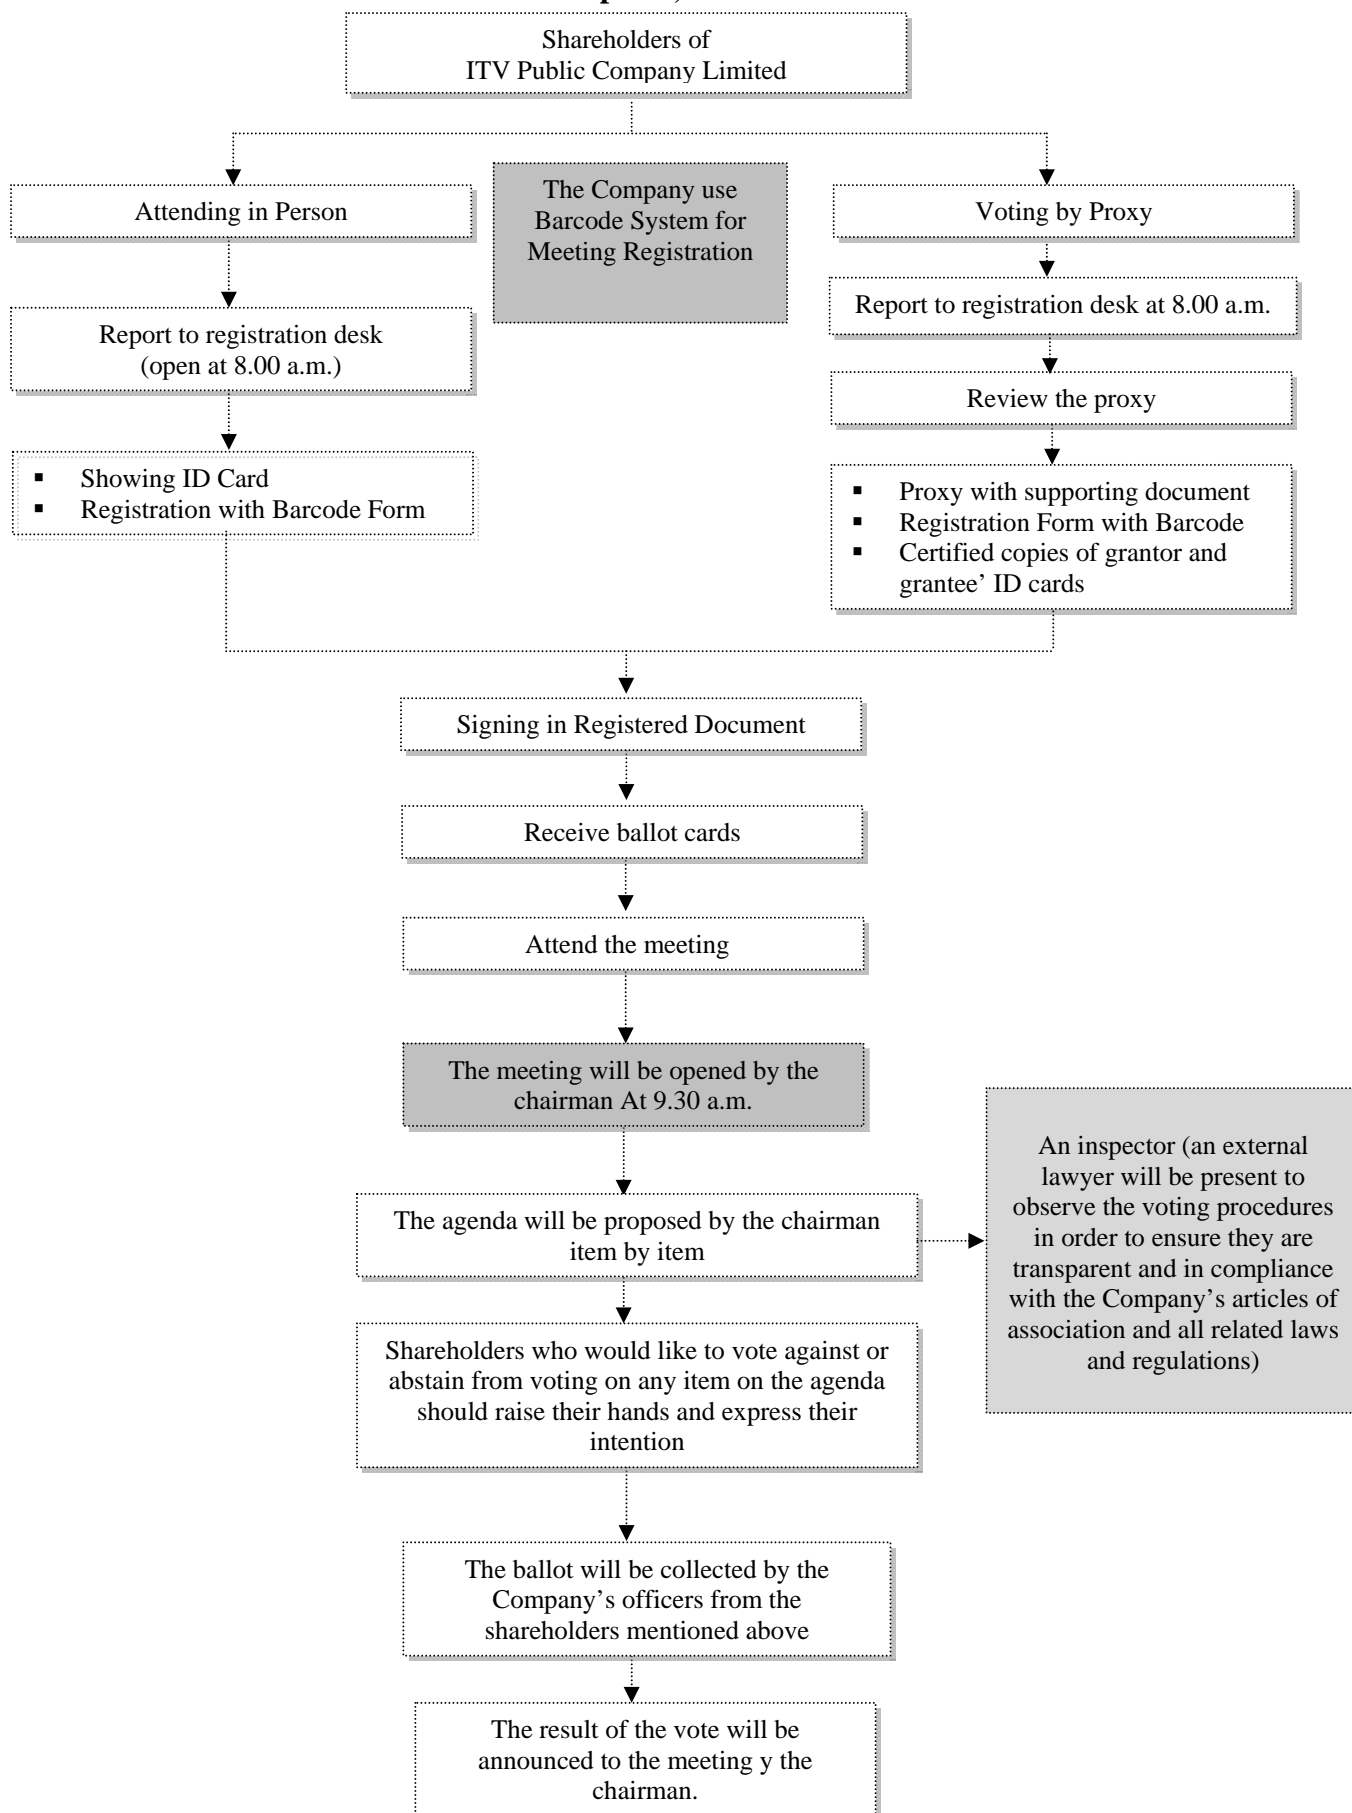 Shareholders of
ITV Public Company Limited
Attending in Person
The Company use
Barcode System for
Meeting Registration
Voting by Proxy
Report to registration desk
(open at 8.00 a.m.)
Report to registration desk at 8.00 a.m.
Review the proxy
▪ Showing ID Card
▪ Registration with Barcode Form
▪ Proxy with supporting document
▪ Registration Form with Barcode
▪ Certified copies of grantor and
grantee’ ID cards
Signing in Registered Document
Receive ballot cards
Attend the meeting
The meeting will be opened by the
chairman At 9.30 a.m.
The agenda will be proposed by the chairman
item by item
An inspector (an external
lawyer will be present to
observe the voting procedures
in order to ensure they are
transparent and in compliance
with the Company’s articles of
association and all related laws
and regulations)
Shareholders who would like to vote against or
abstain from voting on any item on the agenda
should raise their hands and express their
intention
The ballot will be collected by the
Company’s officers from the
shareholders mentioned above
The result of the vote will be
announced to the meeting y the
chairman.